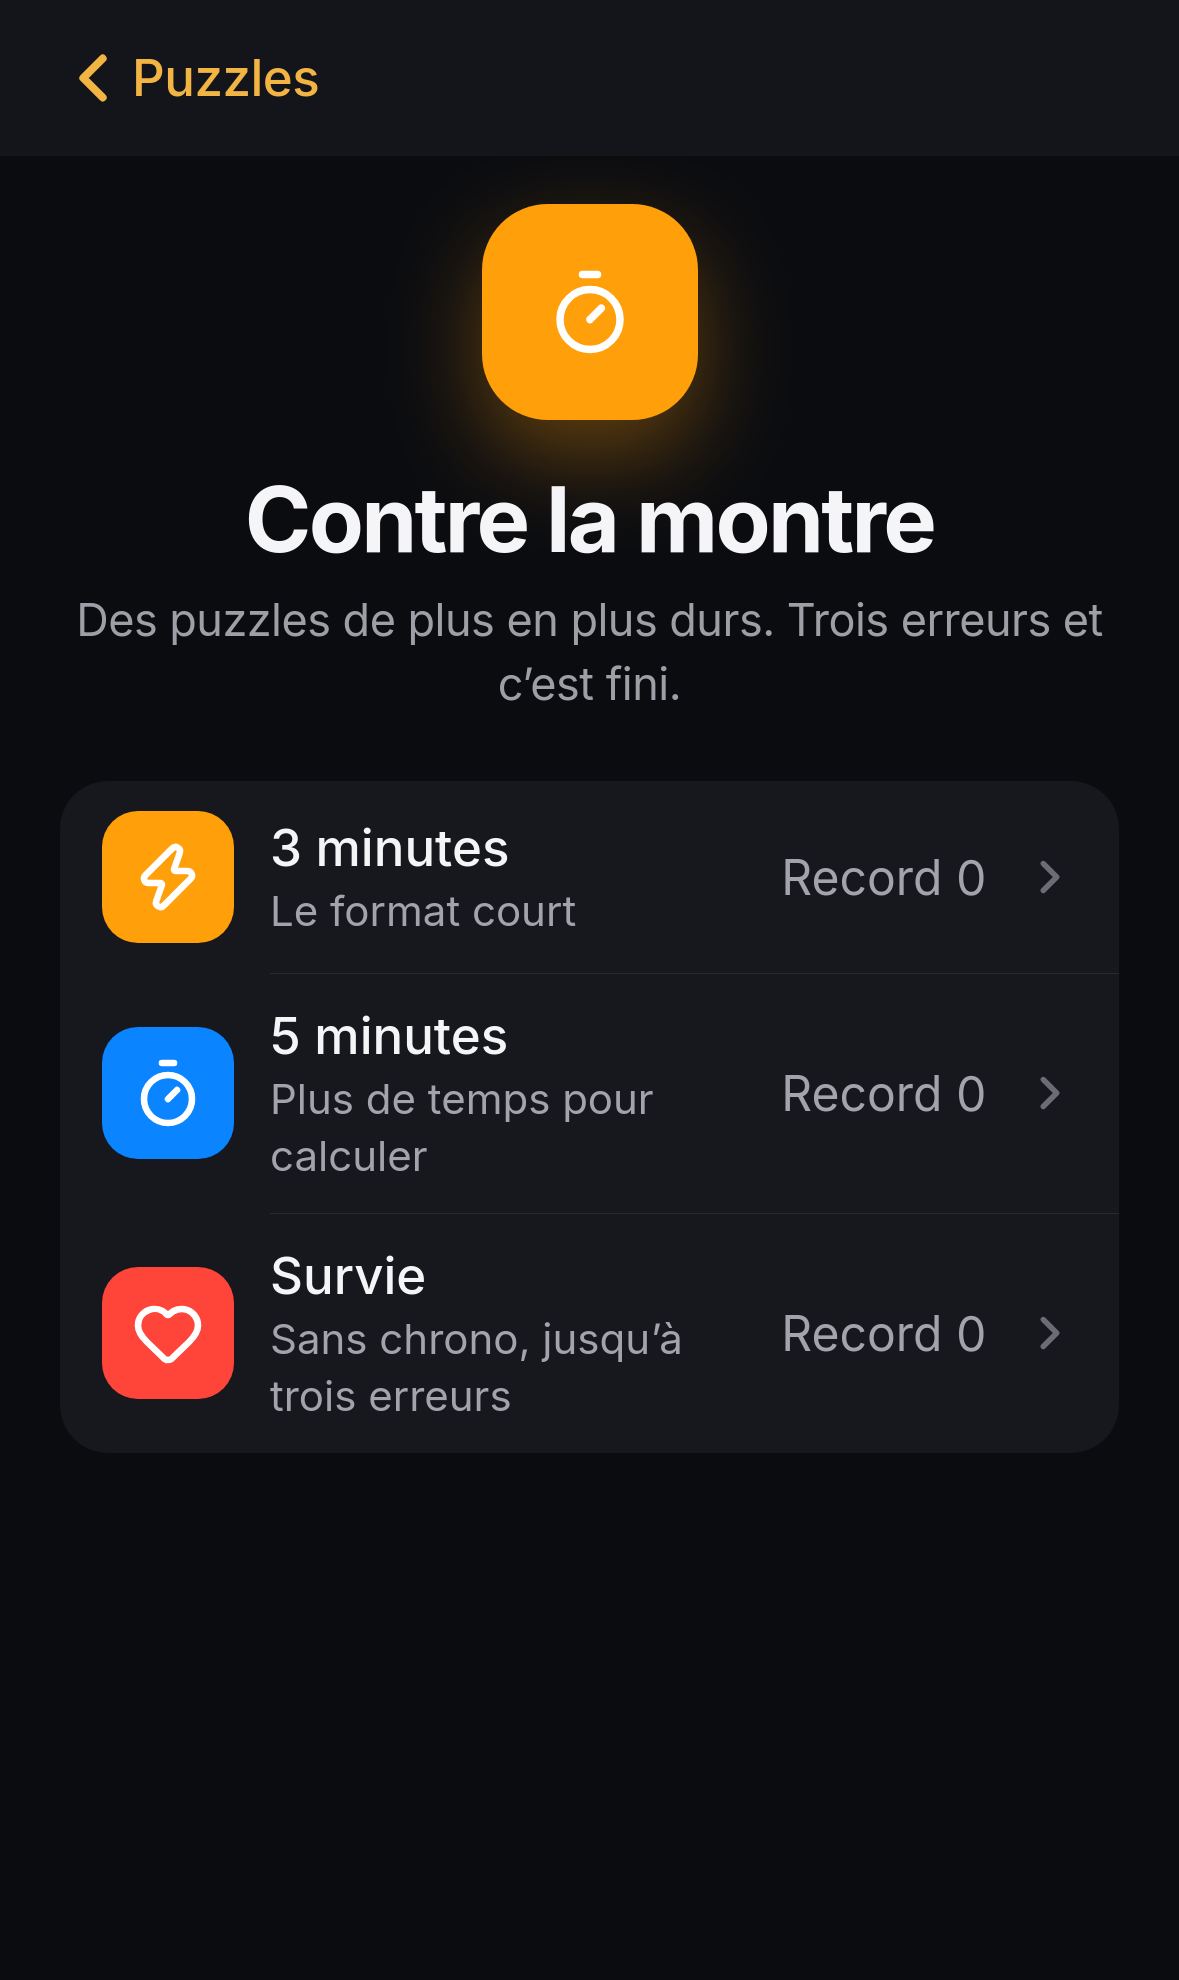 Puzzles
Contre la montre
Des puzzles de plus en plus durs. Trois erreurs et
c’est fini.
3 minutes
Le format court
Record 0
5 minutes
Plus de temps pour
calculer
Record 0
Survie
Sans chrono, jusqu’à
trois erreurs
Record 0